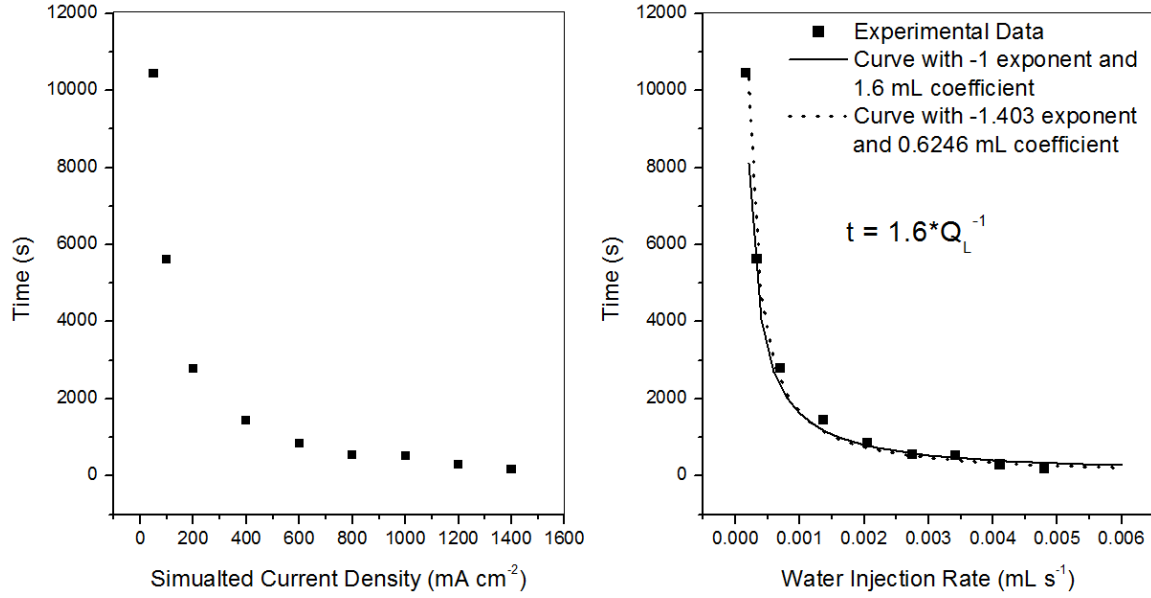 12000
10000
8000
6000
4000
2000
0
Time (s)
0 200 400 600 800 1000 1200 1400 1600
Simualted Current Density (mA cm⁻²)
12000
10000
8000
6000
4000
2000
0
Time (s)
Experimental Data
Curve with -1 exponent and
1.6 mL coefficient
Curve with -1.403 exponent
and 0.6246 mL coefficient
t = 1.6*Q_L⁻¹
0.000 0.001 0.002 0.003 0.004 0.005 0.006
Water Injection Rate (mL s⁻¹)